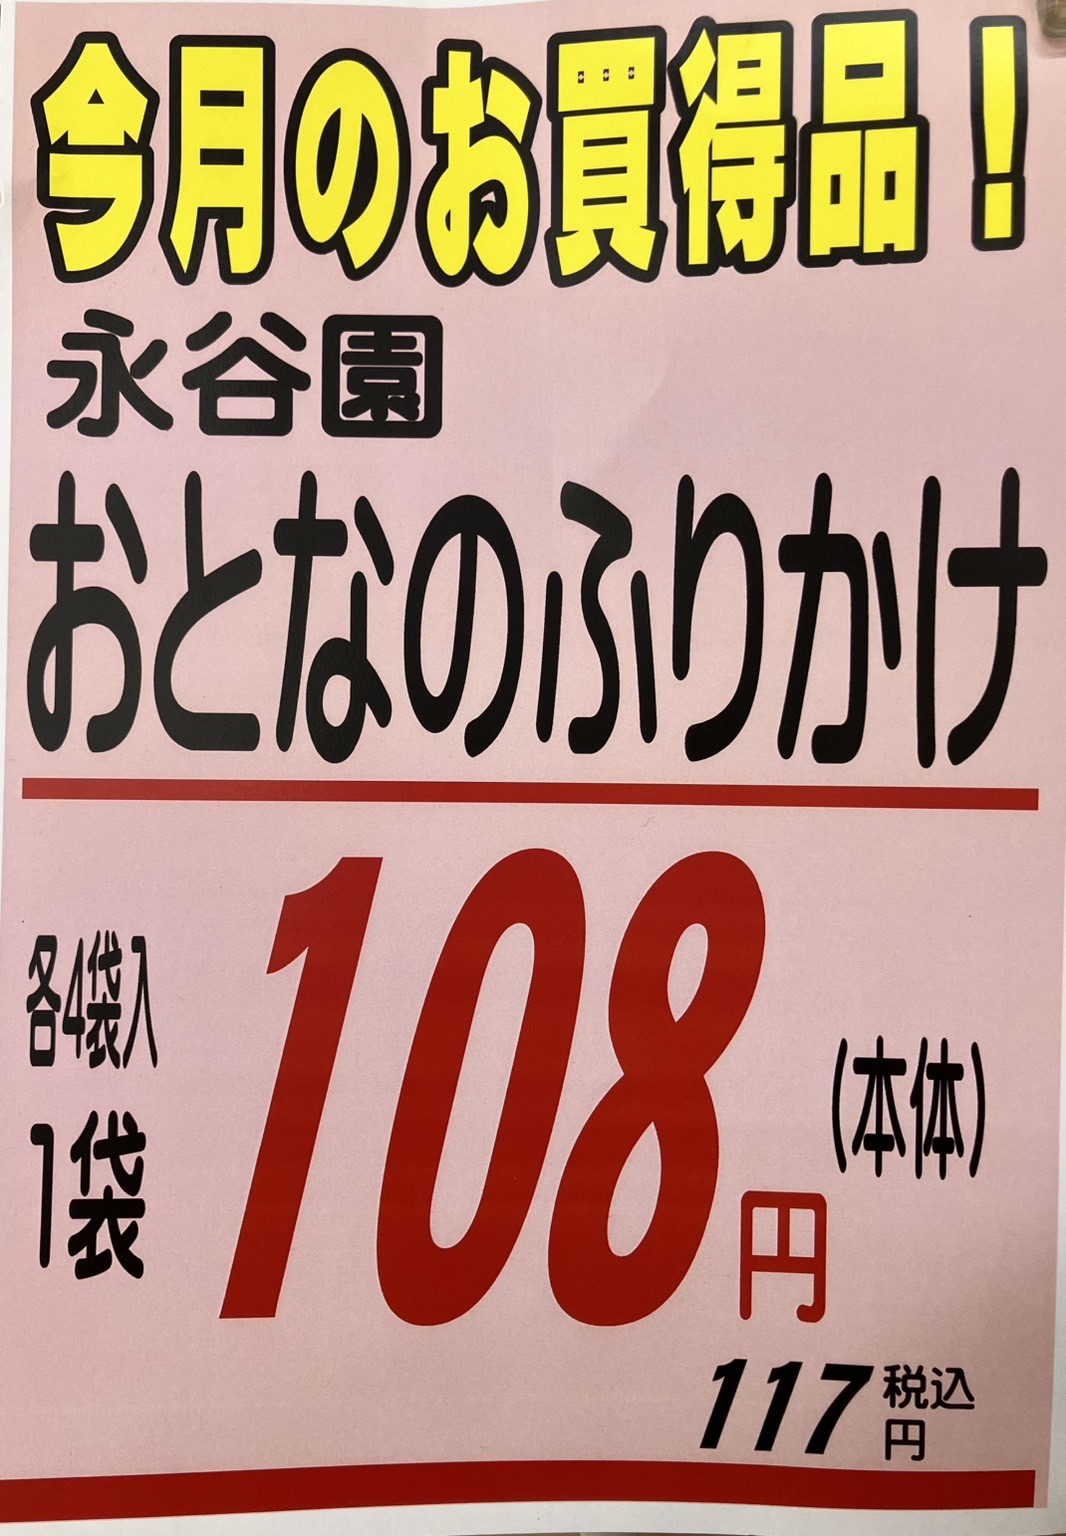 今月のお買得品！
永谷園
おとなのふりかけ
各4袋入
1袋
108円
(本体)
117円
税込